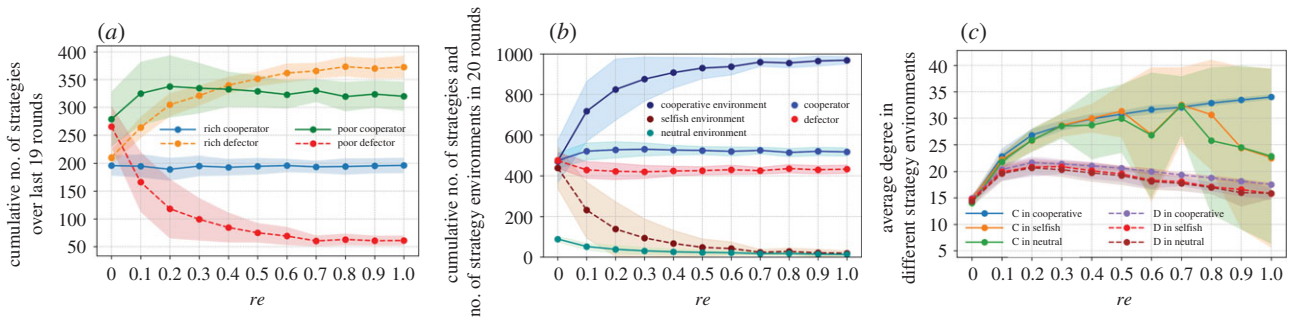 (a)
cumulative no. of strategies
over last 19 rounds
400
350
300
250
200
150
100
50
rich cooperator
rich defector
poor cooperator
poor defector
0 0.1 0.2 0.3 0.4 0.5 0.6 0.7 0.8 0.9 1.0
re
(b)
cumulative no. of strategies and
no. of strategy environments in 20 rounds
1000
800
600
400
200
0
cooperative environment
selfish environment
neutral environment
cooperator
defector
0 0.1 0.2 0.3 0.4 0.5 0.6 0.7 0.8 0.9 1.0
re
(c)
average degree in
different strategy environments
40
35
30
25
20
15
10
5
C in cooperative
C in selfish
C in neutral
D in cooperative
D in selfish
D in neutral
0 0.1 0.2 0.3 0.4 0.5 0.6 0.7 0.8 0.9 1.0
re